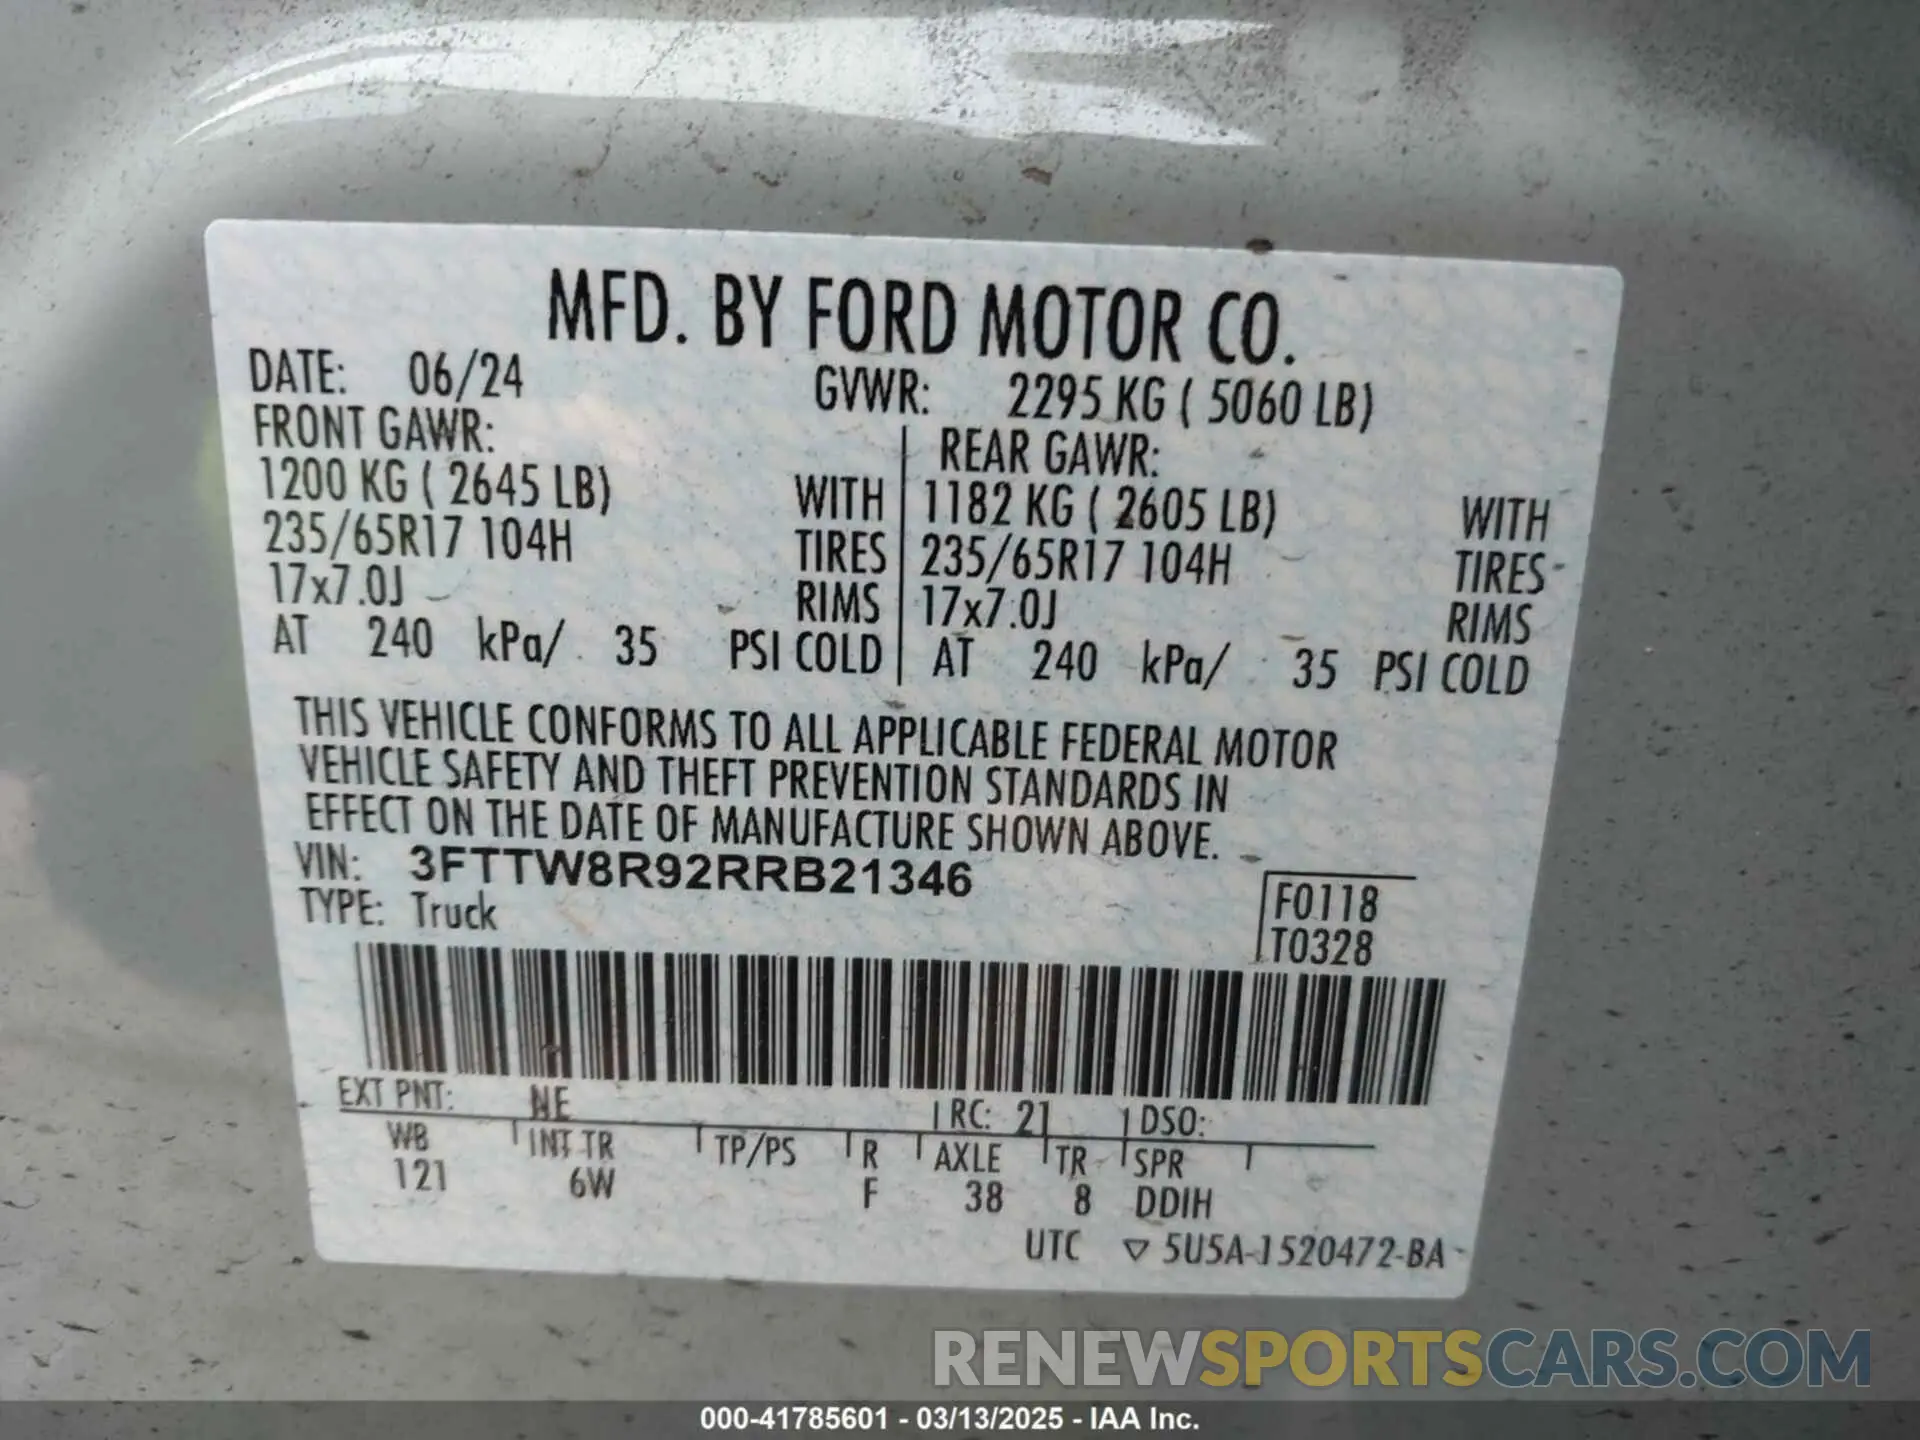 MFD. BY FORD MOTOR CO.
DATE: 06/24 GVWR: 2295 KG ( 5060 LB)
FRONT GAWR: REAR GAWR:
1200 KG ( 2645 LB) WITH 1182 KG ( 2605 LB) WITH
235/65R17 104H TIRES 235/65R17 104H TIRES
17x7.0J RIMS 17x7.0J RIMS
AT 240 kPa/ 35 PSI COLD AT 240 kPa/ 35 PSI COLD
THIS VEHICLE CONFORMS TO ALL APPLICABLE FEDERAL MOTOR
VEHICLE SAFETY AND THEFT PREVENTION STANDARDS IN
EFFECT ON THE DATE OF MANUFACTURE SHOWN ABOVE.
VIN: 3FTTW8R92RRB21346
TYPE: Truck
F0118
T0328
EXT PNT: NE RC: 21 DSO:
WB INT TR TP/PS R AXLE TR SPR
121 6W F 38 8 DDIH
UTC ▽ 5U5A-1520472-BA
RENEWSPORTSCARS.COM
000-41785601 - 03/13/2025 - IAA Inc.